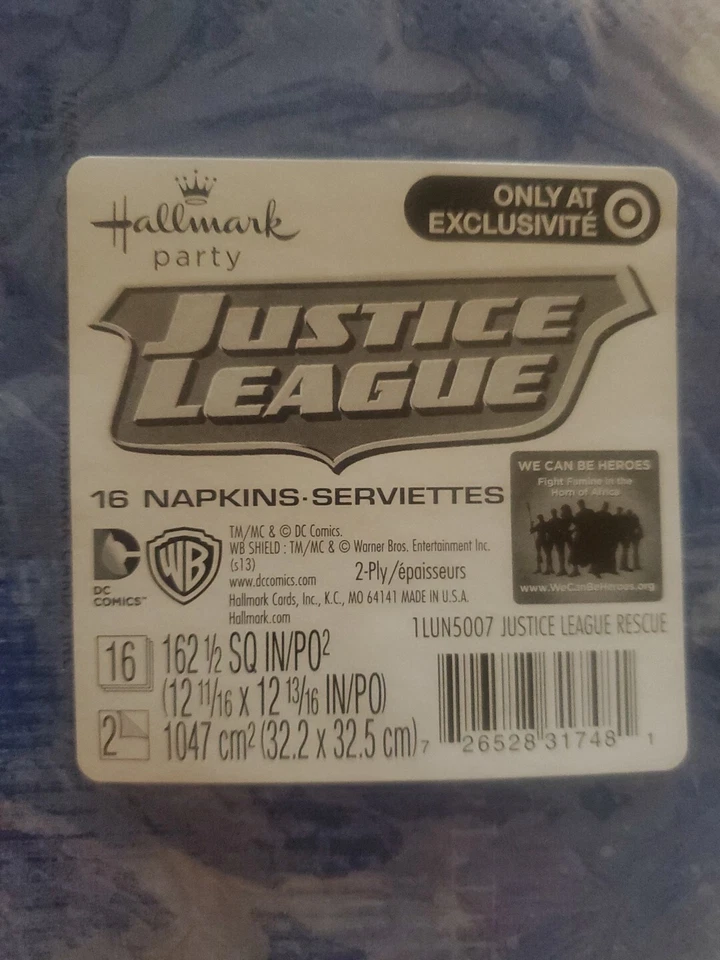 Hallmark
party
ONLY AT
EXCLUSIVITÉ
JUSTICE
LEAGUE
16 NAPKINS·SERVIETTES
WE CAN BE HEROES
Fight Famine in the
Horn of Africa
www.WeCanBeHeroes.org
DC
COMICS™
WB
TM/MC & © DC Comics.
WB SHIELD : TM/MC & © Warner Bros. Entertainment Inc.
(s13)
www.dccomics.com 2-Ply/épaisseurs
Hallmark Cards, Inc., K.C., MO 64141 MADE IN U.S.A.
Hallmark.com
1LUN5007 JUSTICE LEAGUE RESCUE
16 162 ½ SQ IN/PO²
(12 11/16 x 12 13/16 IN/PO)
2 1047 cm² (32.2 x 32.5 cm)
7 26528 31748 1